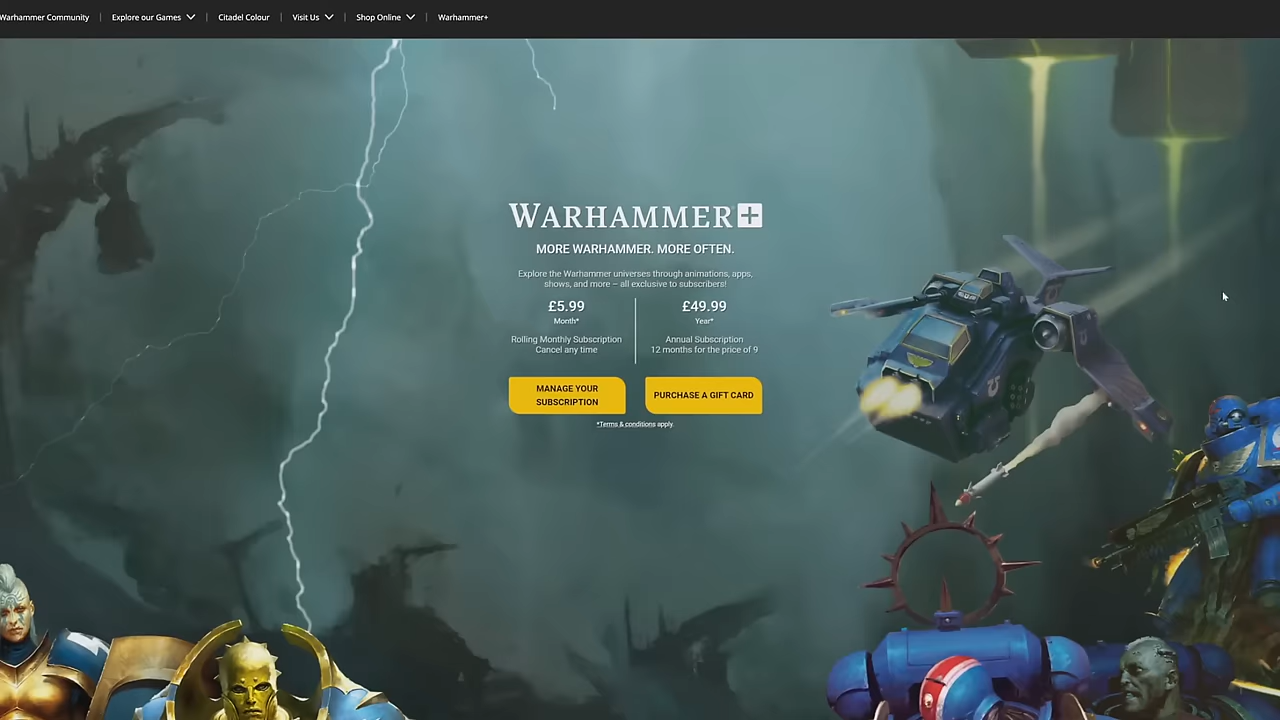 Warhammer Community | Explore our Games | Citadel Colour | Visit Us | Shop Online | Warhammer+
WARHAMMER+
MORE WARHAMMER. MORE OFTEN.
Explore the Warhammer universes through animations, apps,
shows, and more – all exclusive to subscribers!
£5.99
Month*
Rolling Monthly Subscription
Cancel any time
£49.99
Year*
Annual Subscription
12 months for the price of 9
MANAGE YOUR
SUBSCRIPTION
PURCHASE A GIFT CARD
*Terms & conditions apply.